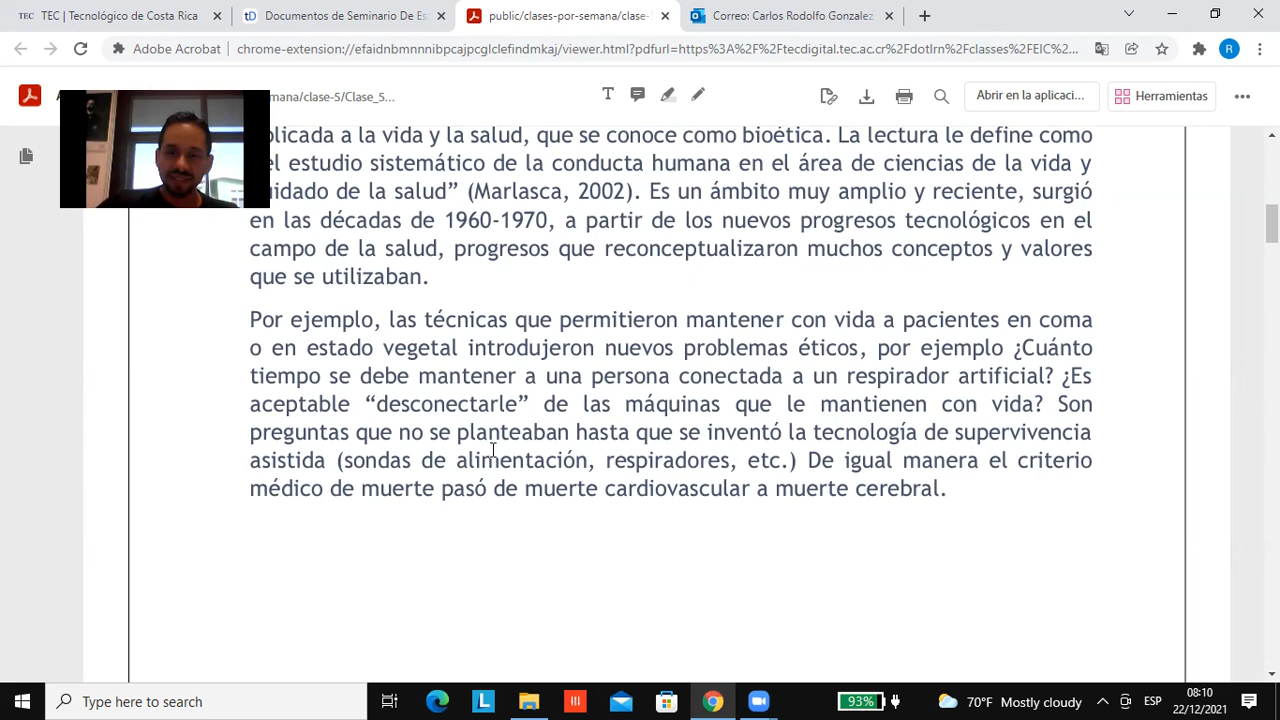 TEC | Tecnológico de Costa Rica
Documentos de Seminario De Es
public/clases-por-semana/clase-
Correo: Carlos Rodolfo Gonzalez
Adobe Acrobat
chrome-extension://efaidnbmnnnibpcajpcglclefindmkaj/viewer.html?pdfurl=https%3A%2F%2Ftecdigital.tec.ac.cr%2Fdotlrn%2Fclasses%2FEIC%2...
R
mana/clase-5/Clase_5...
Abrir en la aplicaci...
Herramientas
plicada a la vida y la salud, que se conoce como bioética. La lectura le define como
el estudio sistemático de la conducta humana en el área de ciencias de la vida y
uidado de la salud” (Marlasca, 2002). Es un ámbito muy amplio y reciente, surgió
en las décadas de 1960-1970, a partir de los nuevos progresos tecnológicos en el
campo de la salud, progresos que reconceptualizaron muchos conceptos y valores
que se utilizaban.
Por ejemplo, las técnicas que permitieron mantener con vida a pacientes en coma
o en estado vegetal introdujeron nuevos problemas éticos, por ejemplo ¿Cuánto
tiempo se debe mantener a una persona conectada a un respirador artificial? ¿Es
aceptable “desconectarle” de las máquinas que le mantienen con vida? Son
preguntas que no se planteaban hasta que se inventó la tecnología de supervivencia
asistida (sondas de alimentación, respiradores, etc.) De igual manera el criterio
médico de muerte pasó de muerte cardiovascular a muerte cerebral.
Type here to search
93%
70°F Mostly cloudy
ESP
08:10
22/12/2021